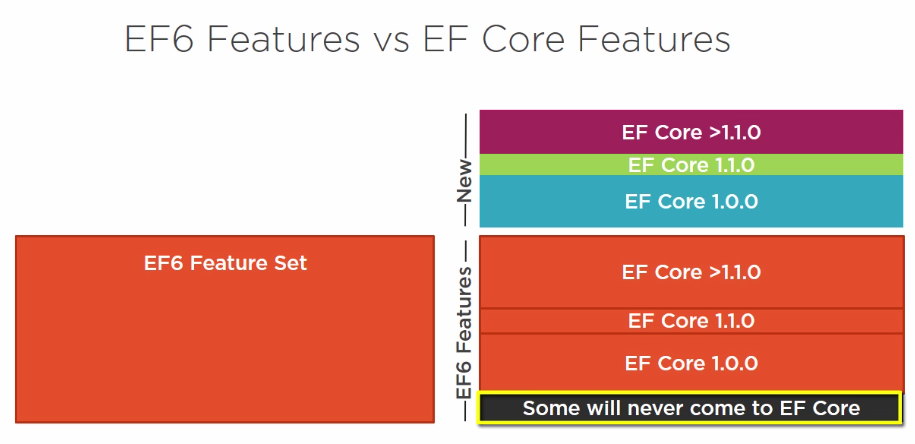 EF6 Features vs EF Core Features
New
EF Core >1.1.0
EF Core 1.1.0
EF Core 1.0.0
EF6 Feature Set
EF6 Features
EF Core >1.1.0
EF Core 1.1.0
EF Core 1.0.0
Some will never come to EF Core